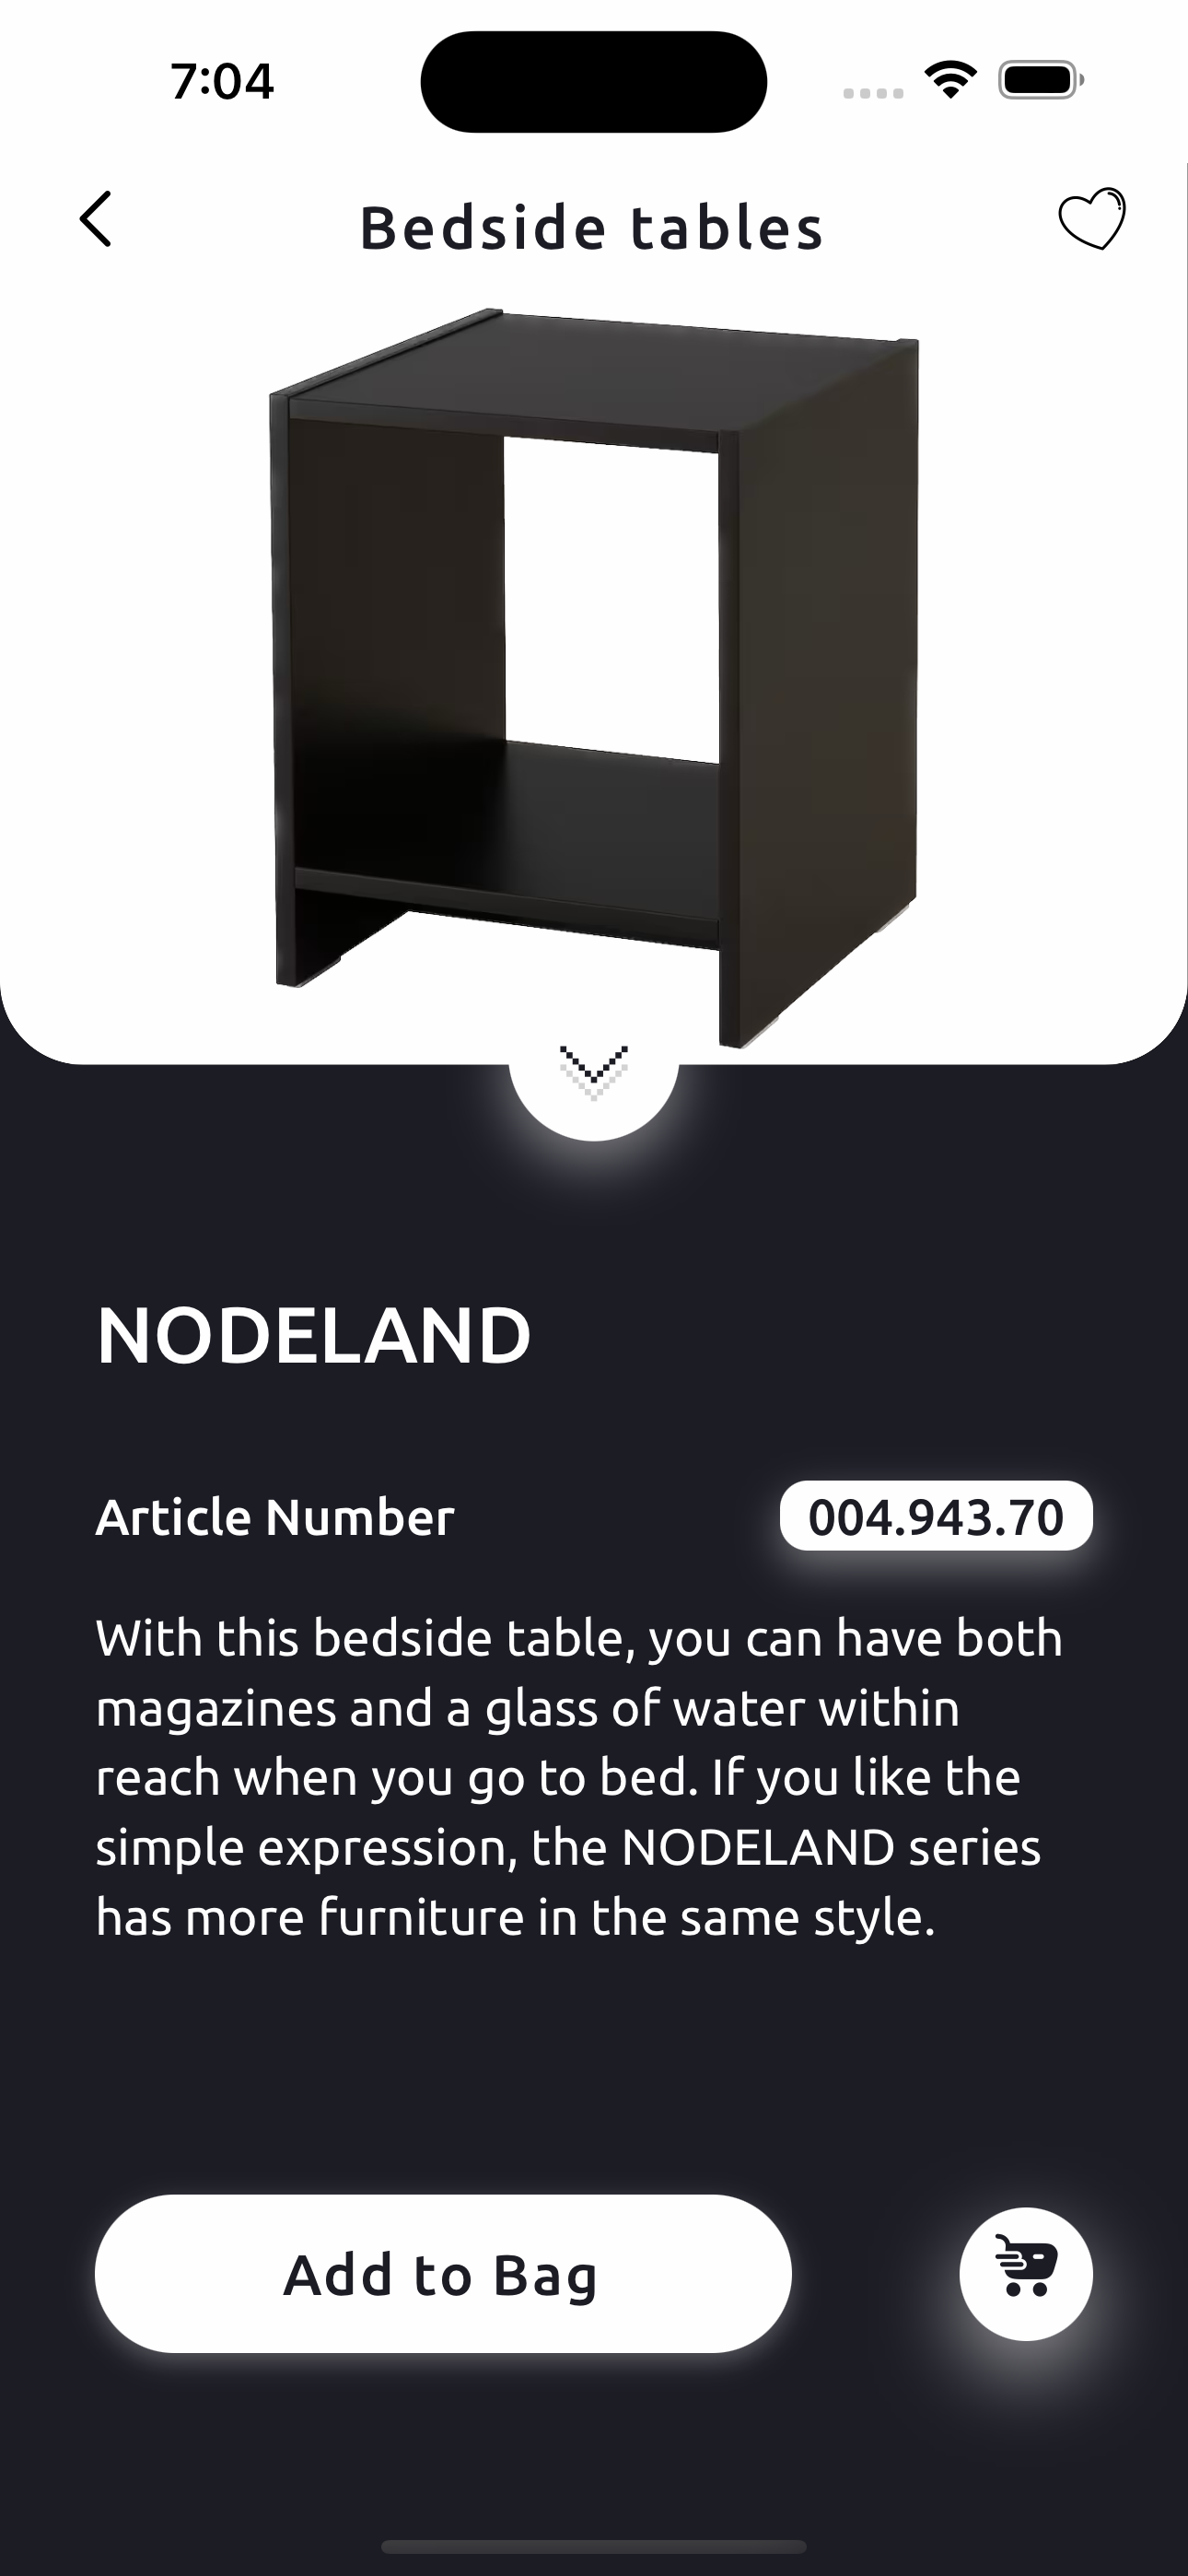 7:04
Bedside tables
NODELAND
Article Number
004.943.70
With this bedside table, you can have both
magazines and a glass of water within
reach when you go to bed. If you like the
simple expression, the NODELAND series
has more furniture in the same style.
Add to Bag